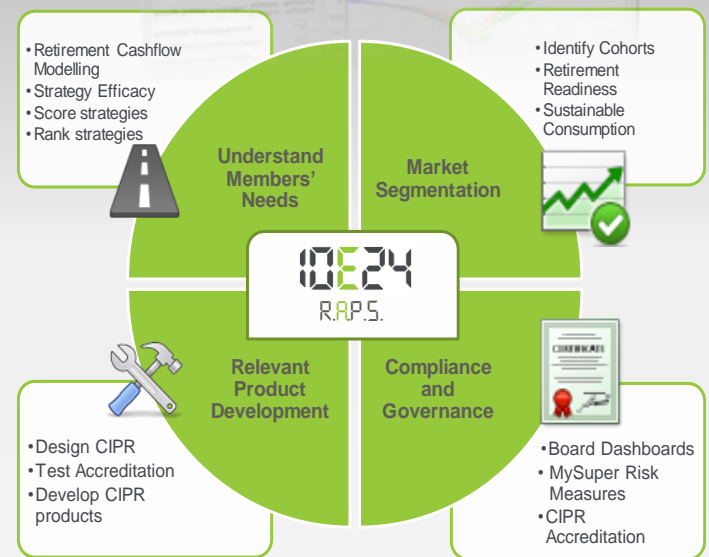 • Retirement Cashflow
Modelling
• Strategy Efficacy
• Score strategies
• Rank strategies
• Identify Cohorts
• Retirement
Readiness
• Sustainable
Consumption
Understand
Members'
Needs
Market
Segmentation
10E24
R.A.P.S.
Relevant
Product
Development
Compliance
and
Governance
CERTIFICATE
• Design CIPR
• Test Accreditation
• Develop CIPR
products
• Board Dashboards
• MySuper Risk
Measures
• CIPR
Accreditation